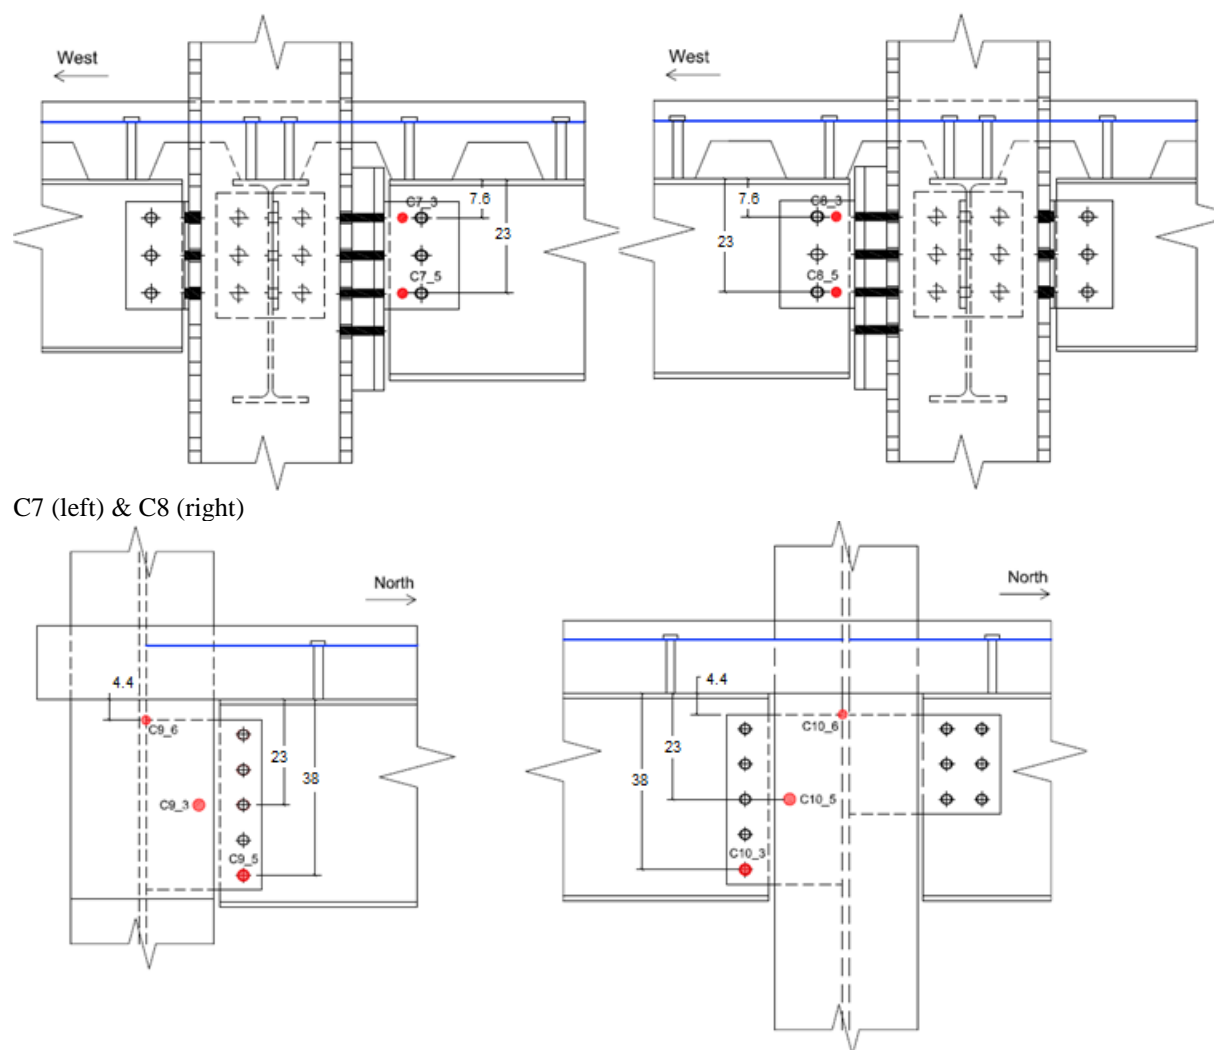 West
West
7.6
C7_3
23
C7_5
7.6
C8_3
23
C8_5
C7 (left) & C8 (right)
North
North
4.4
C9_6
23
38
C9_3
C9_5
4.4
C10_6
23
38
C10_5
C10_3